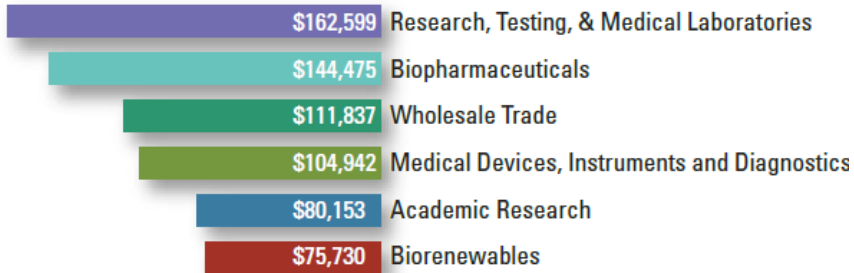 $162,599 Research, Testing, & Medical Laboratories
$144,475 Biopharmaceuticals
$111,837 Wholesale Trade
$104,942 Medical Devices, Instruments and Diagnostics
$80,153 Academic Research
$75,730 Biorenewables